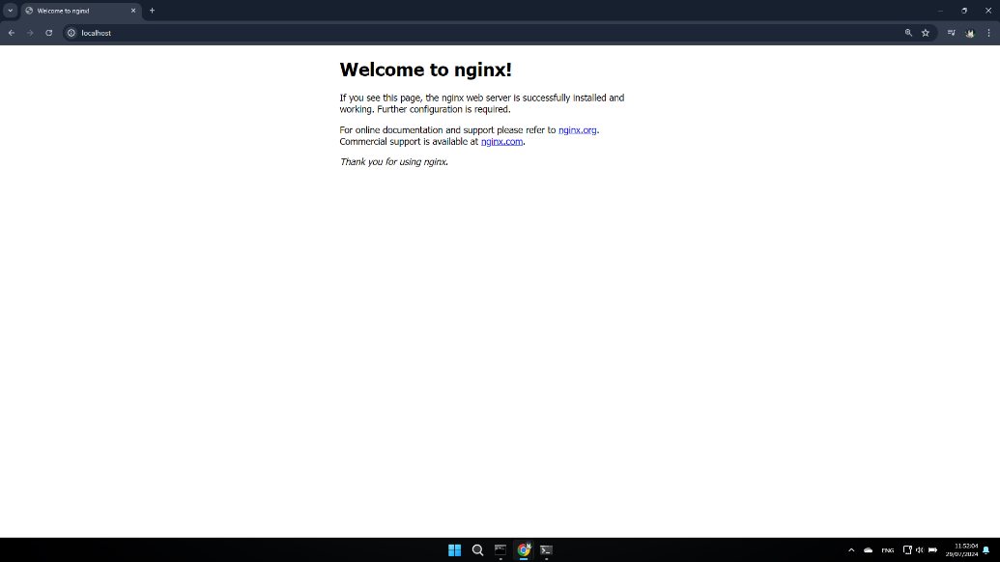 Welcome to nginx!
localhost
Welcome to nginx!
If you see this page, the nginx web server is successfully installed and
working. Further configuration is required.
For online documentation and support please refer to nginx.org.
Commercial support is available at nginx.com.
Thank you for using nginx.
ENG
11:52:04
29/07/2024